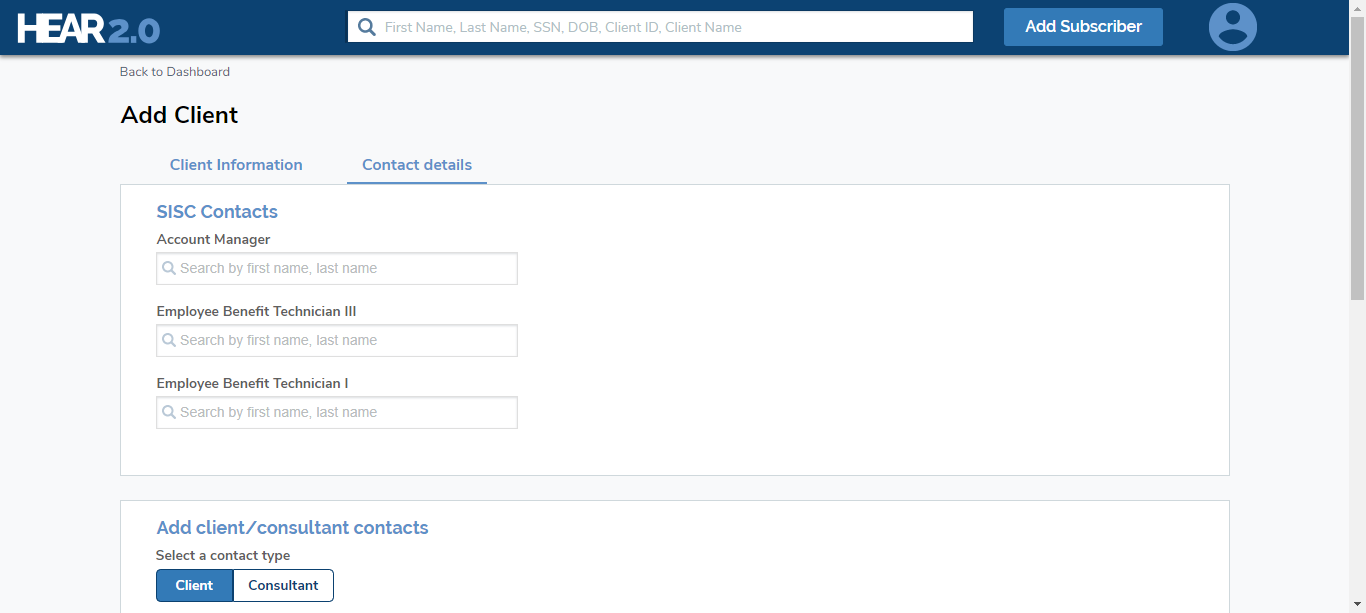 HEAR 2.0
First Name, Last Name, SSN, DOB, Client ID, Client Name
Add Subscriber
Back to Dashboard
Add Client
Client Information
Contact details
SISC Contacts
Account Manager
Search by first name, last name
Employee Benefit Technician III
Search by first name, last name
Employee Benefit Technician I
Search by first name, last name
Add client/consultant contacts
Select a contact type
Client
Consultant